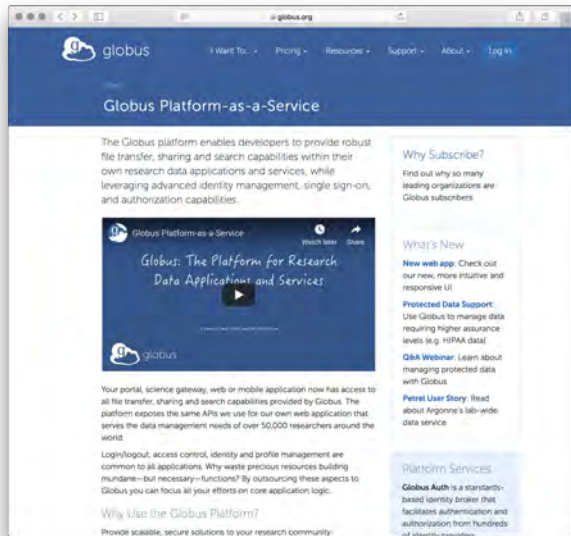 globus.org
globus
I Want To...
Pricing
Resources
Support
About
Log In
Globus Platform-as-a-Service
The Globus platform enables developers to provide robust
file transfer, sharing and search capabilities within their
own research data applications and services, while
leveraging advanced identity management, single sign-on,
and authorization capabilities.
Globus Platform-as-a-Service
Watch later
Share
Globus: The Platform for Research
Data Applications and Services
globus
Your portal, science gateway, web or mobile application now has access to
all file transfer, sharing and search capabilities provided by Globus. The
platform exposes the same APIs we use for our own web application that
serves the data management needs of over 50,000 researchers around the
world.
Login/logout, access control, identity and profile management are
common to all applications. Why waste precious resources building
mundane—but necessary—functions? By outsourcing these aspects to
Globus you can focus all your efforts on core application logic.
Why Use the Globus Platform?
Provide scalable, secure solutions to your research community:
Why Subscribe?
Find out why so many
leading organizations are
Globus subscribers
What's New
New web app: Check out
our new, more intuitive and
responsive UI
Protected Data Support:
Use Globus to manage data
requiring higher assurance
levels (e.g. HIPAA data)
Q&A Webinar: Learn about
managing protected data
with Globus
Petrel User Story: Read
about Argonne's lab-wide
data service
Platform Services
Globus Auth is a standards-
based identity broker that
facilitates authentication and
authorization from hundreds
of identity providers